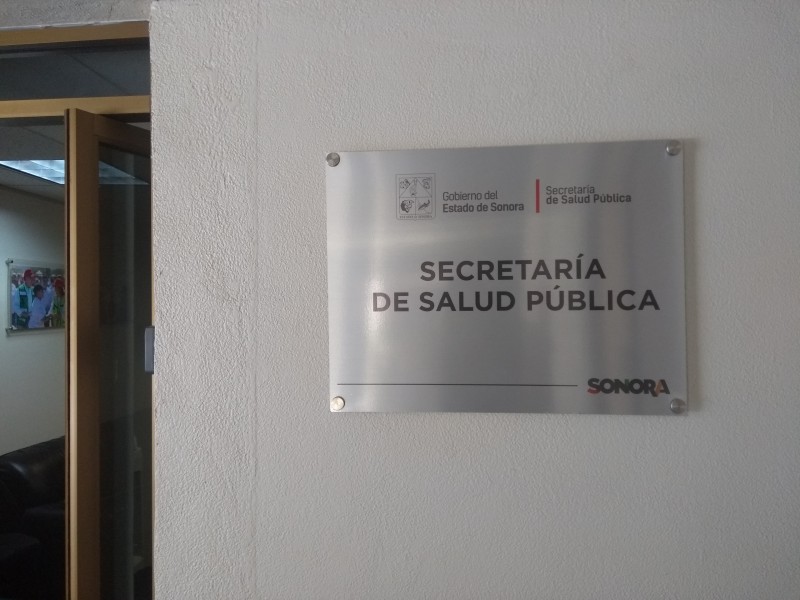 Gobierno del
Estado de Sonora
Secretaría
de Salud Pública
SECRETARÍA
DE SALUD PÚBLICA
SONORA